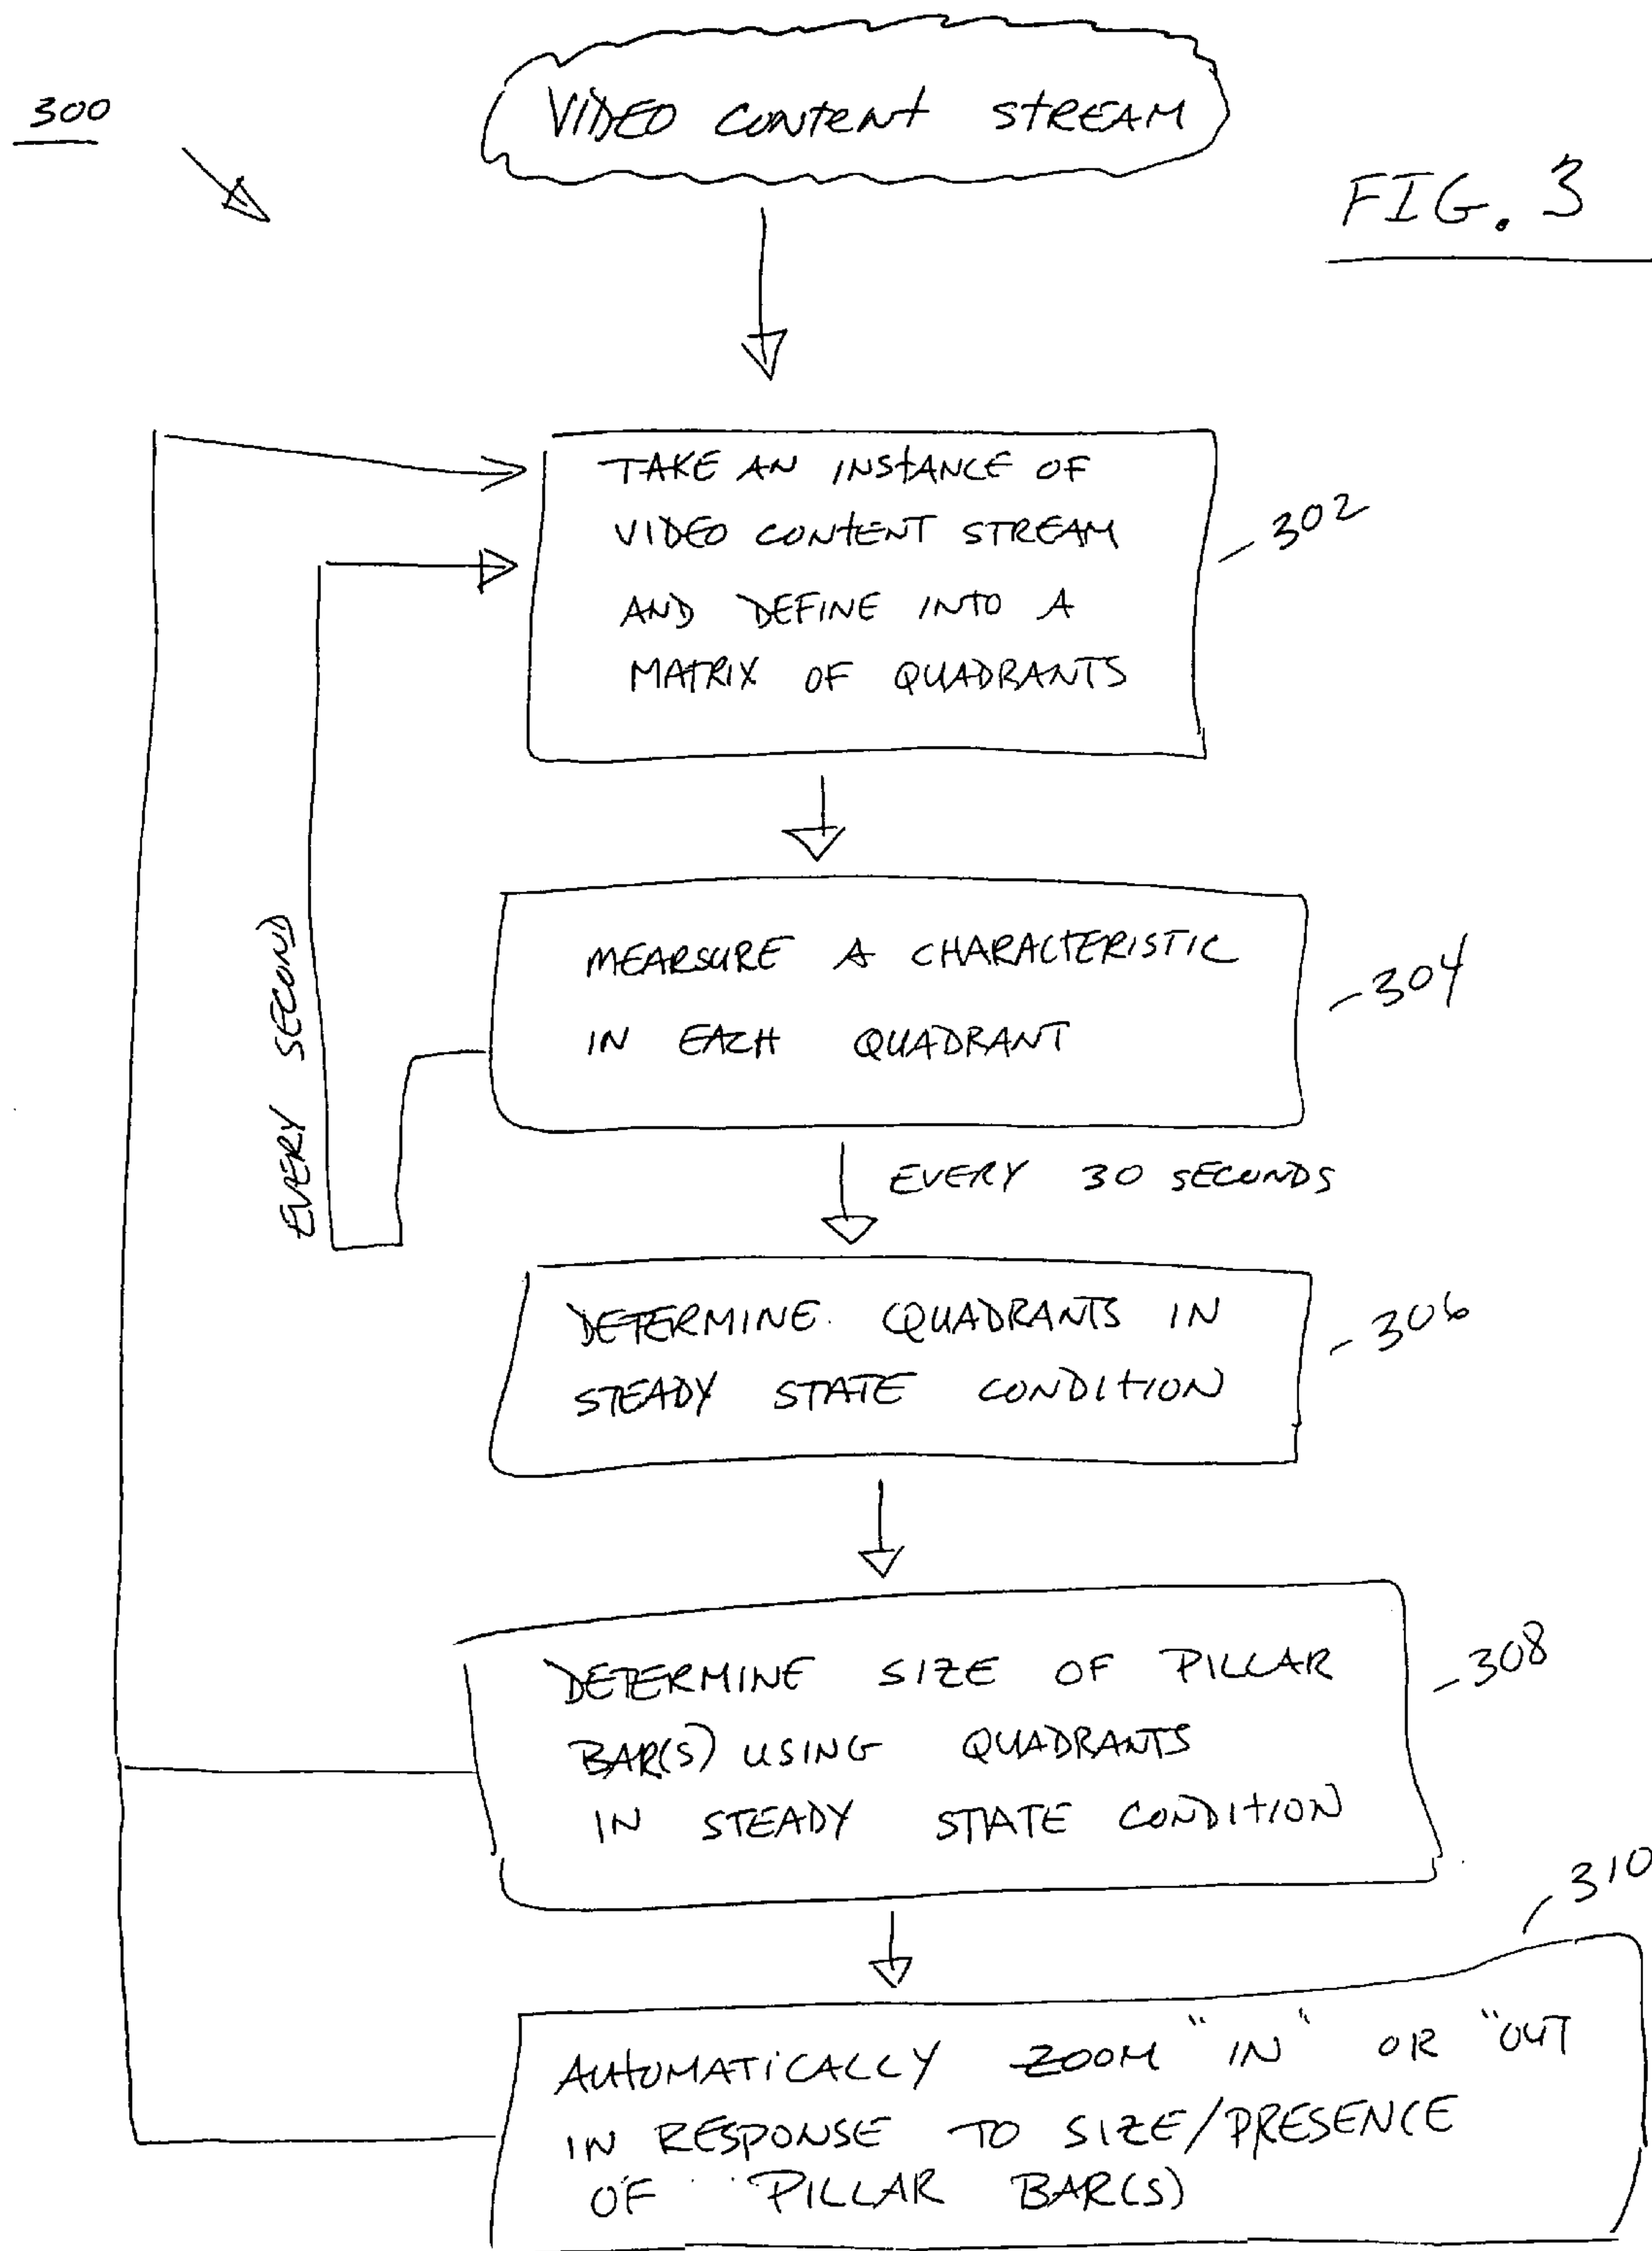 300
VIDEO CONTENT STREAM
FIG. 3
TAKE AN INSTANCE OF
VIDEO CONTENT STREAM
AND DEFINE INTO A
MATRIX OF QUADRANTS
302
MEARSURE A CHARACTERISTIC
IN EACH QUADRANT
304
EVERY SECOND
EVERY 30 SECONDS
DETERMINE QUADRANTS IN
STEADY STATE CONDITION
306
DETERMINE SIZE OF PILLAR
BAR(S) USING QUADRANTS
IN STEADY STATE CONDITION
308
310
AUTOMATICALLY ZOOM "IN" OR "OUT
IN RESPONSE TO SIZE/PRESENCE
OF PILLAR BAR(S)